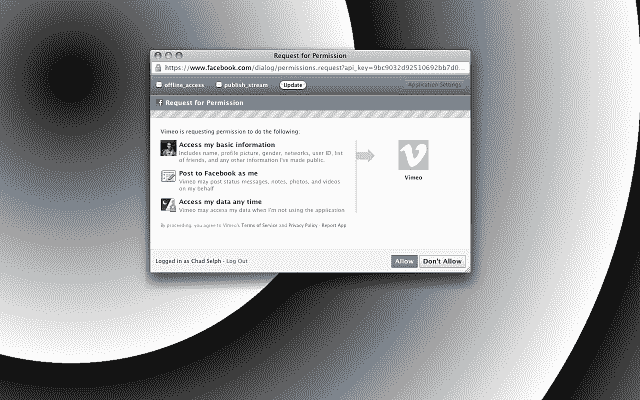 Request for Permission
https://www.facebook.com/dialog/permissions.request?api_key=9bc9032d92510692bb7d0...
offline_access publish_stream Update Application Settings
Request for Permission
Vimeo is requesting permission to do the following:
Access my basic information
Includes name, profile picture, gender, networks, user ID, list
of friends, and any other information I've made public.
Vimeo
Post to Facebook as me
Vimeo may post status messages, notes, photos, and videos
on my behalf
Access my data any time
Vimeo may access my data when I'm not using the application
By proceeding, you agree to Vimeo's Terms of Service and Privacy Policy · Report App
Logged in as Chad Selph · Log Out Allow Don't Allow